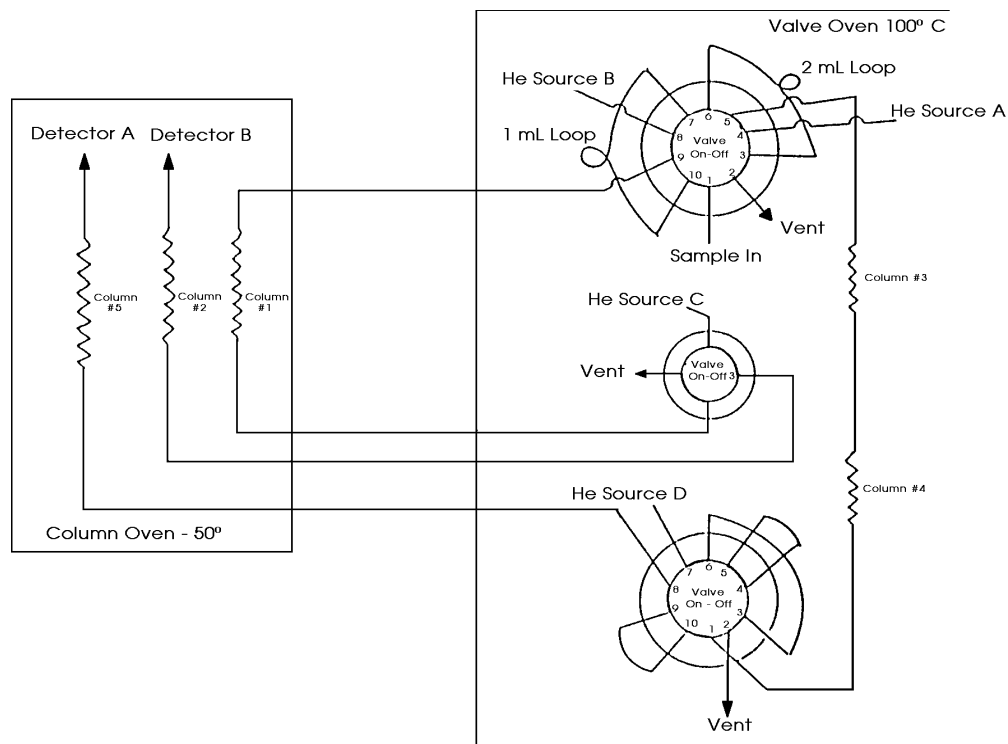 Valve Oven 100º C
2 mL Loop
He Source B
He Source A
1 mL Loop
6
7
5
8
4
Valve
On-Off
9
3
10
1
2
Vent
Sample In
Detector A
Detector B
Column
#5
Column
#2
Column
#1
Column #3
He Source C
Valve
On-Off
3
Vent
Column #4
He Source D
Column Oven - 50º
6
7
5
8
4
Valve
On - Off
9
3
10
1
2
Vent